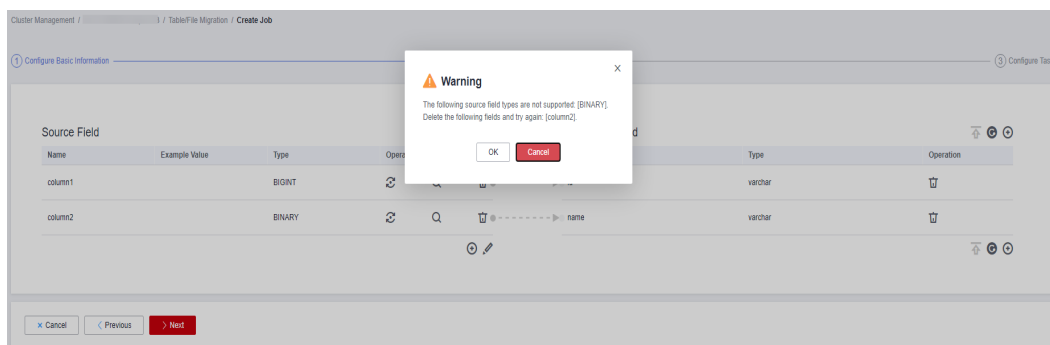 Cluster Management / / Table/File Migration / Create Job
1 Configure Basic Information
3 Configure Tas
Warning
The following source field types are not supported: [BINARY].
Delete the following fields and try again: [column2].
OK Cancel
Source Field d
Name Example Value Type Opera Type Operation
column1 BIGINT varchar
column2 BINARY name varchar
× Cancel < Previous > Next